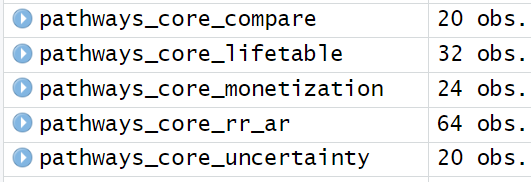 pathways_core_compare 20 obs.
pathways_core_lifetable 32 obs.
pathways_core_monetization 24 obs.
pathways_core_rr_ar 64 obs.
pathways_core_uncertainty 20 obs.